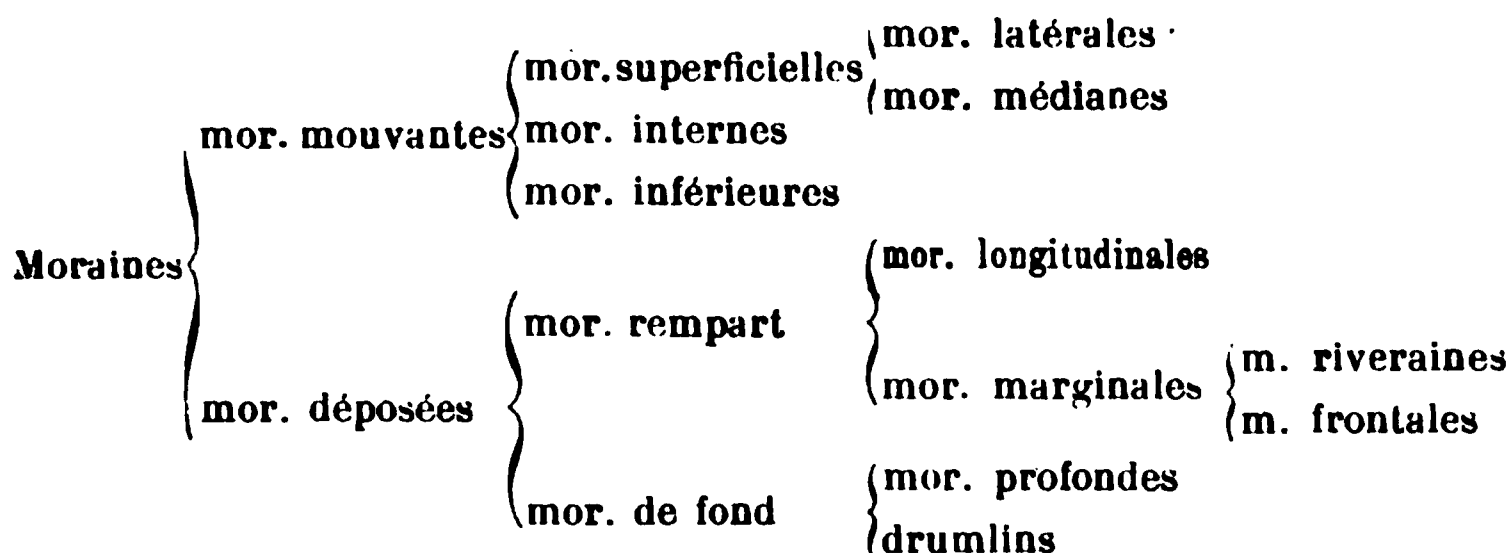 Moraines
mor. mouvantes
mor. superficielles
mor. latérales
mor. médianes
mor. internes
mor. inférieures
mor. déposées
mor. rempart
mor. longitudinales
mor. marginales
m. riveraines
m. frontales
mor. de fond
mor. profondes
drumlins